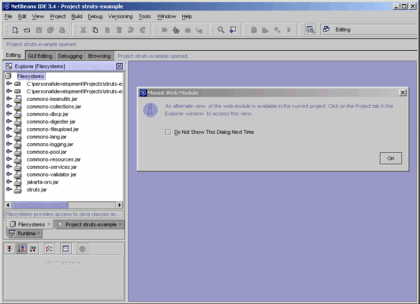 NetBeans IDE 3.4 - Project struts-example
File Edit View Project Build Debug Versioning Tools Window Help
Editing
Project struts-example opened.
Editing GUI Editing Debugging Browsing Project struts-example opened.
Explorer [Filesystems]
Filesystems
C:\personal\development\Projects\struts-e
C:\personal\development\Projects\struts-e
commons-beanutils.jar
commons-collections.jar
commons-dbcp.jar
commons-digester.jar
commons-fileupload.jar
commons-lang.jar
commons-logging.jar
commons-pool.jar
commons-resources.jar
commons-services.jar
commons-validator.jar
jakarta-oro.jar
struts.jar
Filesystems provides access to data objects as
Filesystems Project struts-example
Runtime
Mount Web Module
An alternate view of the web module is available in the current project. Click on the Project tab in the
Explorer window to access this view.
Do Not Show This Dialog Next Time
OK